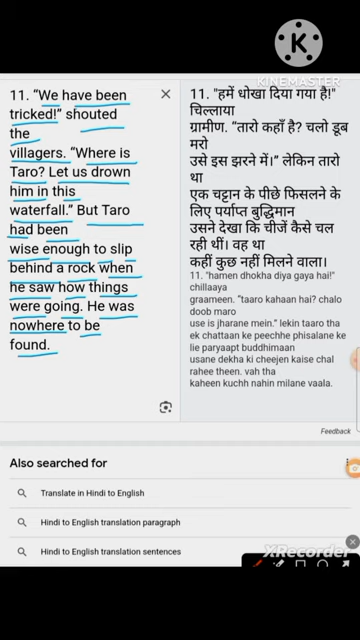 KINEMASTER
11. "We have been
tricked!" shouted
the
villagers. "Where is
Taro? Let us drown
him in this
waterfall." But Taro
had been
wise enough to slip
behind a rock when
he saw how things
were going. He was
nowhere to be
found.
11. "हमें धोखा दिया गया है!"
चिल्लाया
ग्रामीण. "तारो कहाँ है? चलो डूब
मरो
उसे इस झरने में।" लेकिन तारो
था
एक चट्टान के पीछे फिसलने के
लिए पर्याप्त बुद्धिमान
उसने देखा कि चीजें कैसे चल
रही थीं। वह था
कहीं कुछ नहीं मिलने वाला।
11. "hamen dhokha diya gaya hai!"
chillaaya
graameen. "taaro kahaan hai? chalo
doob maro
use is jharane mein." lekin taaro tha
ek chattaan ke peechhe phisalane ke
lie paryaapt buddhimaan
usane dekha ki cheejen kaise chal
rahee theen. vah tha
kaheen kuchh nahin milane vaala.
Feedback
Also searched for
Translate in Hindi to English
Hindi to English translation paragraph
Hindi to English translation sentences
XRecorder